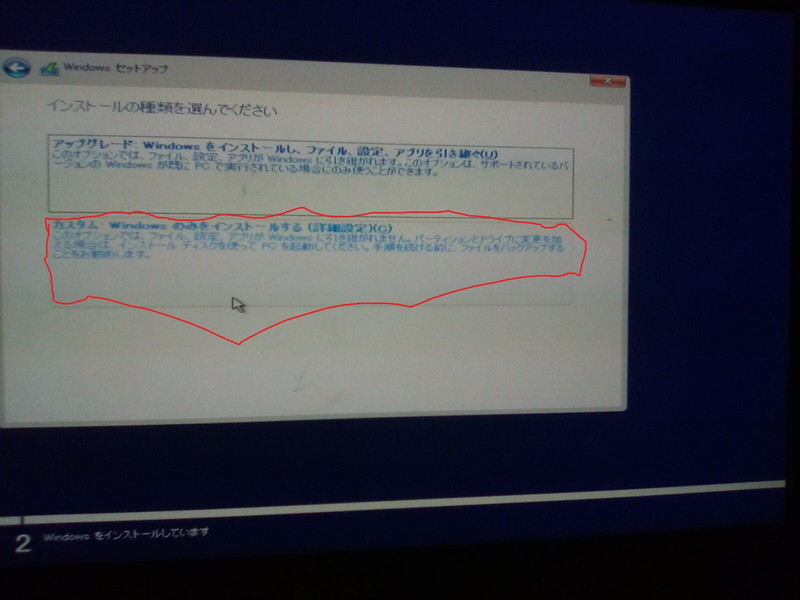 Windows セットアップ
インストールの種類を選んでください
アップグレード: Windows をインストールし、ファイル、設定、アプリを引き継ぐ(U)
このオプションでは、ファイル、設定、アプリが Windows に引き継がれます。このオプションは、サポートされているバ
ージョンの Windows が既に PC で実行されている場合にのみ使うことができます。
カスタム: Windows のみをインストールする (詳細設定)(C)
このオプションでは、ファイル、設定、アプリが Windows に引き継がれません。パーティションとドライブに変更を加
える場合は、インストール ディスクを使って PC を起動してください。手順を続ける前に、ファイルをバックアップする
ことをお勧めします。
2 Windows をインストールしています